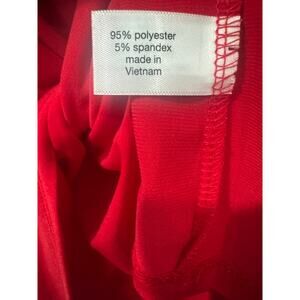 95% polyester
5% spandex
made in
Vietnam